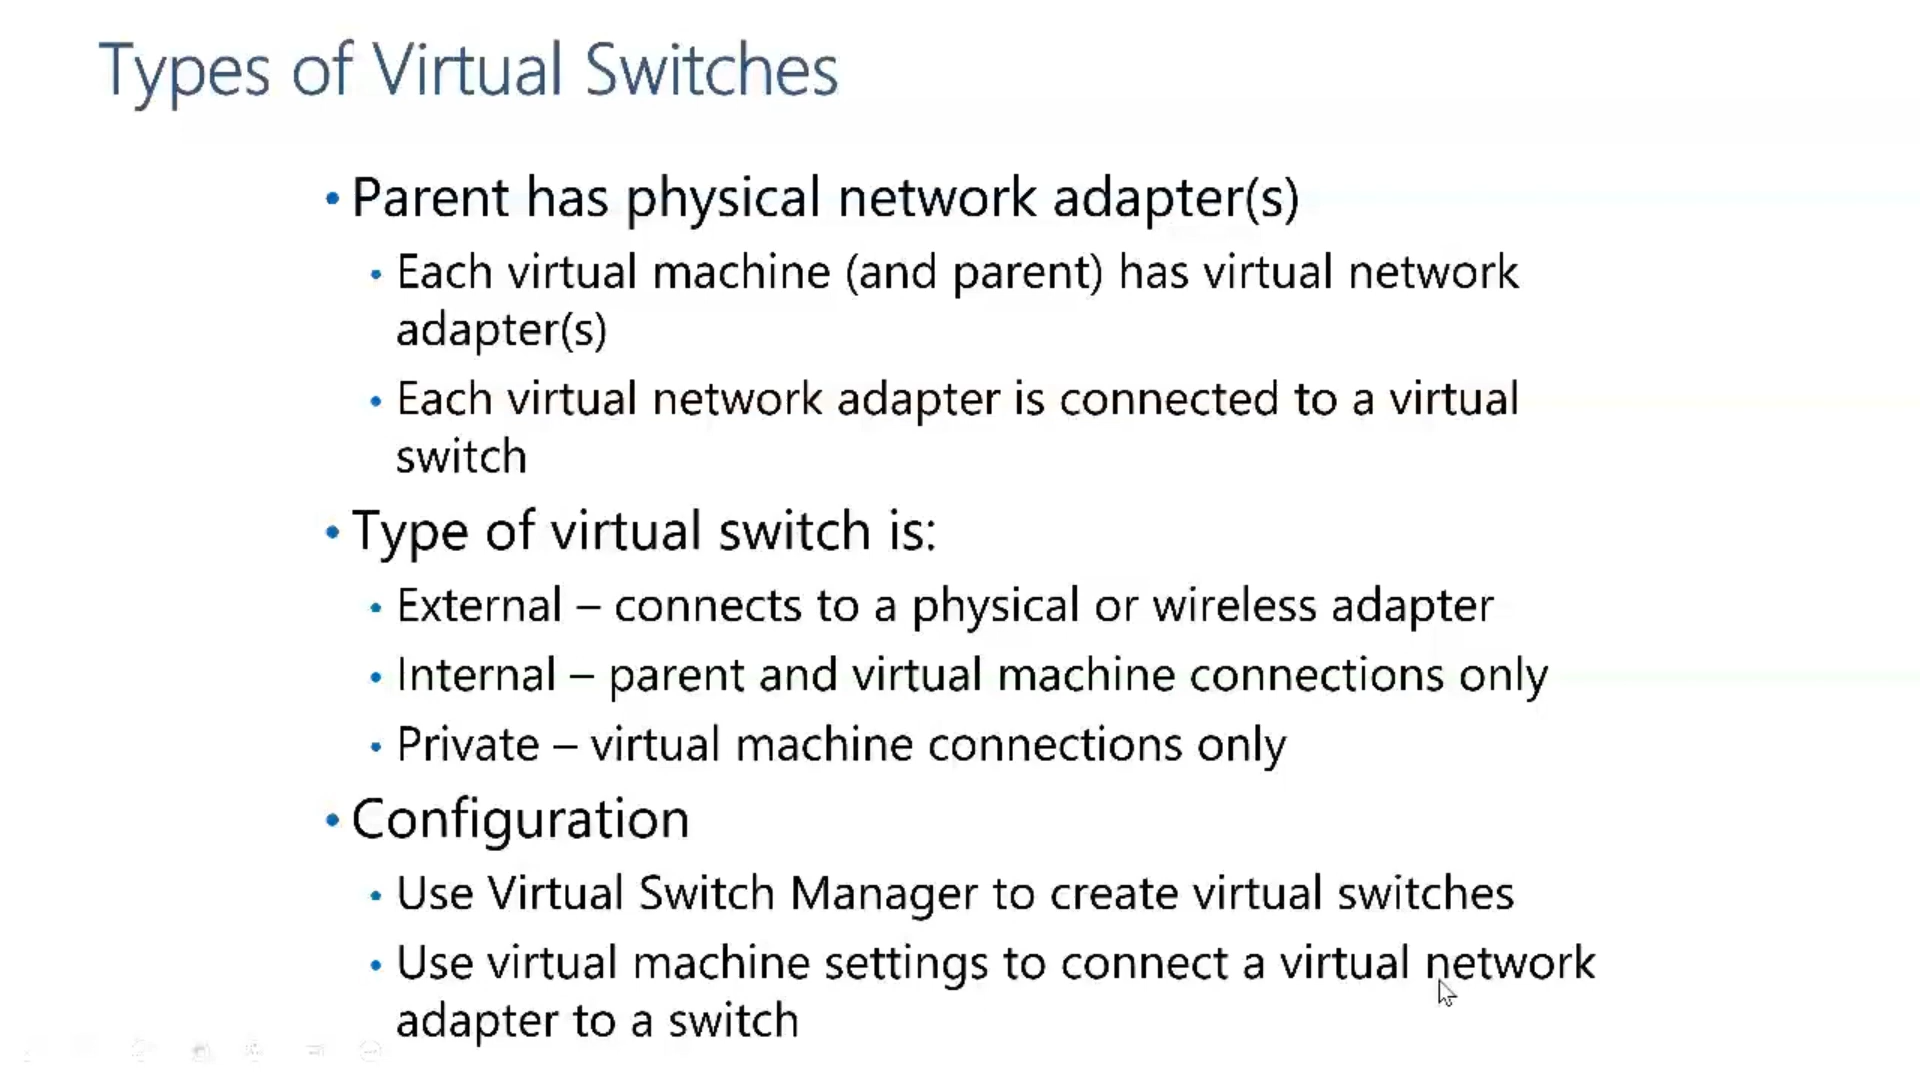 Types of Virtual Switches
• Parent has physical network adapter(s)
• Each virtual machine (and parent) has virtual network
adapter(s)
• Each virtual network adapter is connected to a virtual
switch
• Type of virtual switch is:
• External – connects to a physical or wireless adapter
• Internal – parent and virtual machine connections only
• Private – virtual machine connections only
• Configuration
• Use Virtual Switch Manager to create virtual switches
• Use virtual machine settings to connect a virtual network
adapter to a switch